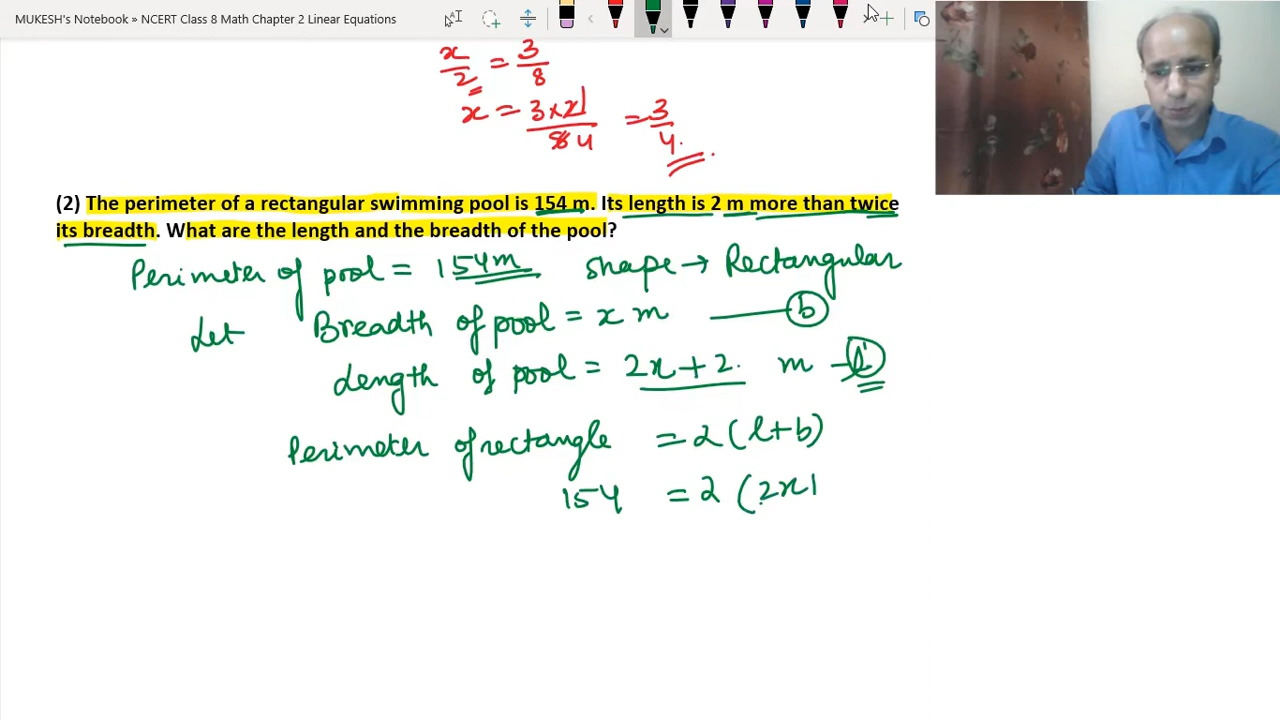 MUKESH's Notebook » NCERT Class 8 Math Chapter 2 Linear Equations
x/2 = 3/8
x = 3×2 1/8 4 = 3/4.
(2) The perimeter of a rectangular swimming pool is 154 m. Its length is 2 m more than twice
its breadth. What are the length and the breadth of the pool?
Perimeter of pool = 154m shape → Rectangular
Let Breadth of pool = x m — b
Length of pool = 2x+2. m — l
Perimeter of rectangle = 2(l+b)
154 = 2 (2x